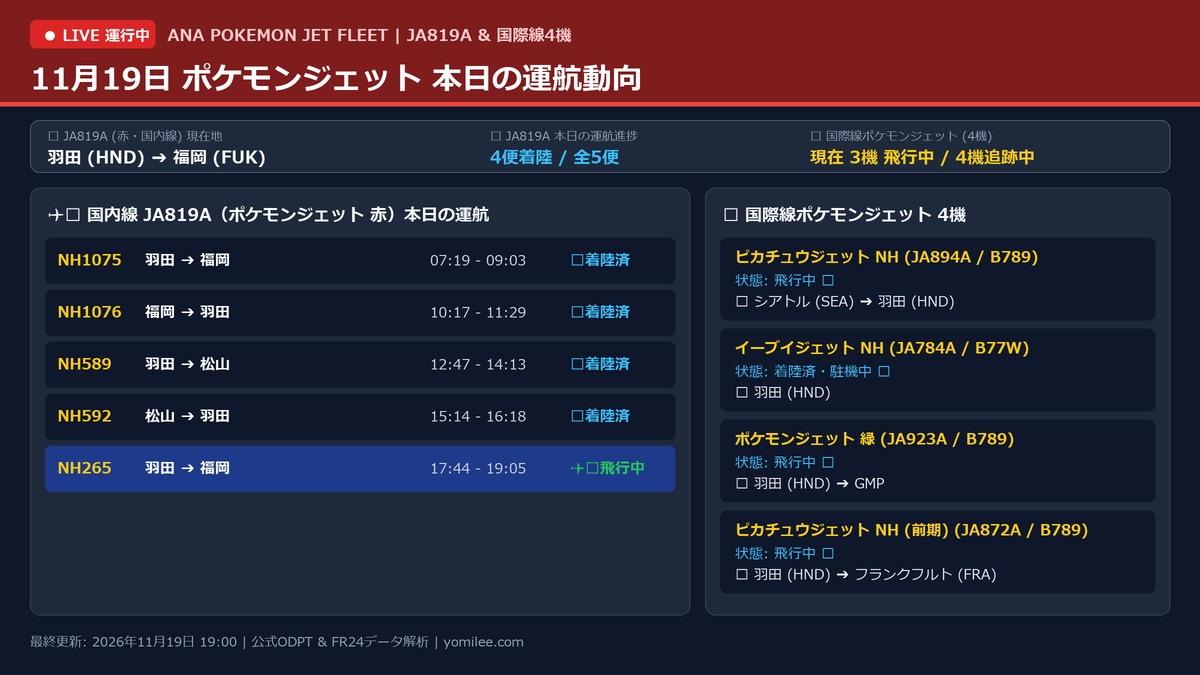 ● LIVE 運行中 ANA POKEMON JET FLEET | JA819A & 国際線4機
11月19日 ポケモンジェット 本日の運航動向
□ JA819A (赤・国内線) 現在地
羽田 (HND) → 福岡 (FUK)
□ JA819A 本日の運航進捗
4便着陸 / 全5便
□ 国際線ポケモンジェット (4機)
現在 3機 飛行中 / 4機追跡中
✈□ 国内線 JA819A（ポケモンジェット 赤）本日の運航
NH1075 羽田 → 福岡 07:19 - 09:03 □着陸済
NH1076 福岡 → 羽田 10:17 - 11:29 □着陸済
NH589 羽田 → 松山 12:47 - 14:13 □着陸済
NH592 松山 → 羽田 15:14 - 16:18 □着陸済
NH265 羽田 → 福岡 17:44 - 19:05 ✈□飛行中
□ 国際線ポケモンジェット 4機
ピカチュウジェット NH (JA894A / B789)
状態: 飛行中 □
□ シアトル (SEA) → 羽田 (HND)
イーブイジェット NH (JA784A / B77W)
状態: 着陸済・駐機中 □
□ 羽田 (HND)
ポケモンジェット 緑 (JA923A / B789)
状態: 飛行中 □
□ 羽田 (HND) → GMP
ピカチュウジェット NH (前期) (JA872A / B789)
状態: 飛行中 □
□ 羽田 (HND) → フランクフルト (FRA)
最終更新: 2026年11月19日 19:00 | 公式ODPT & FR24データ解析 | yomilee.com